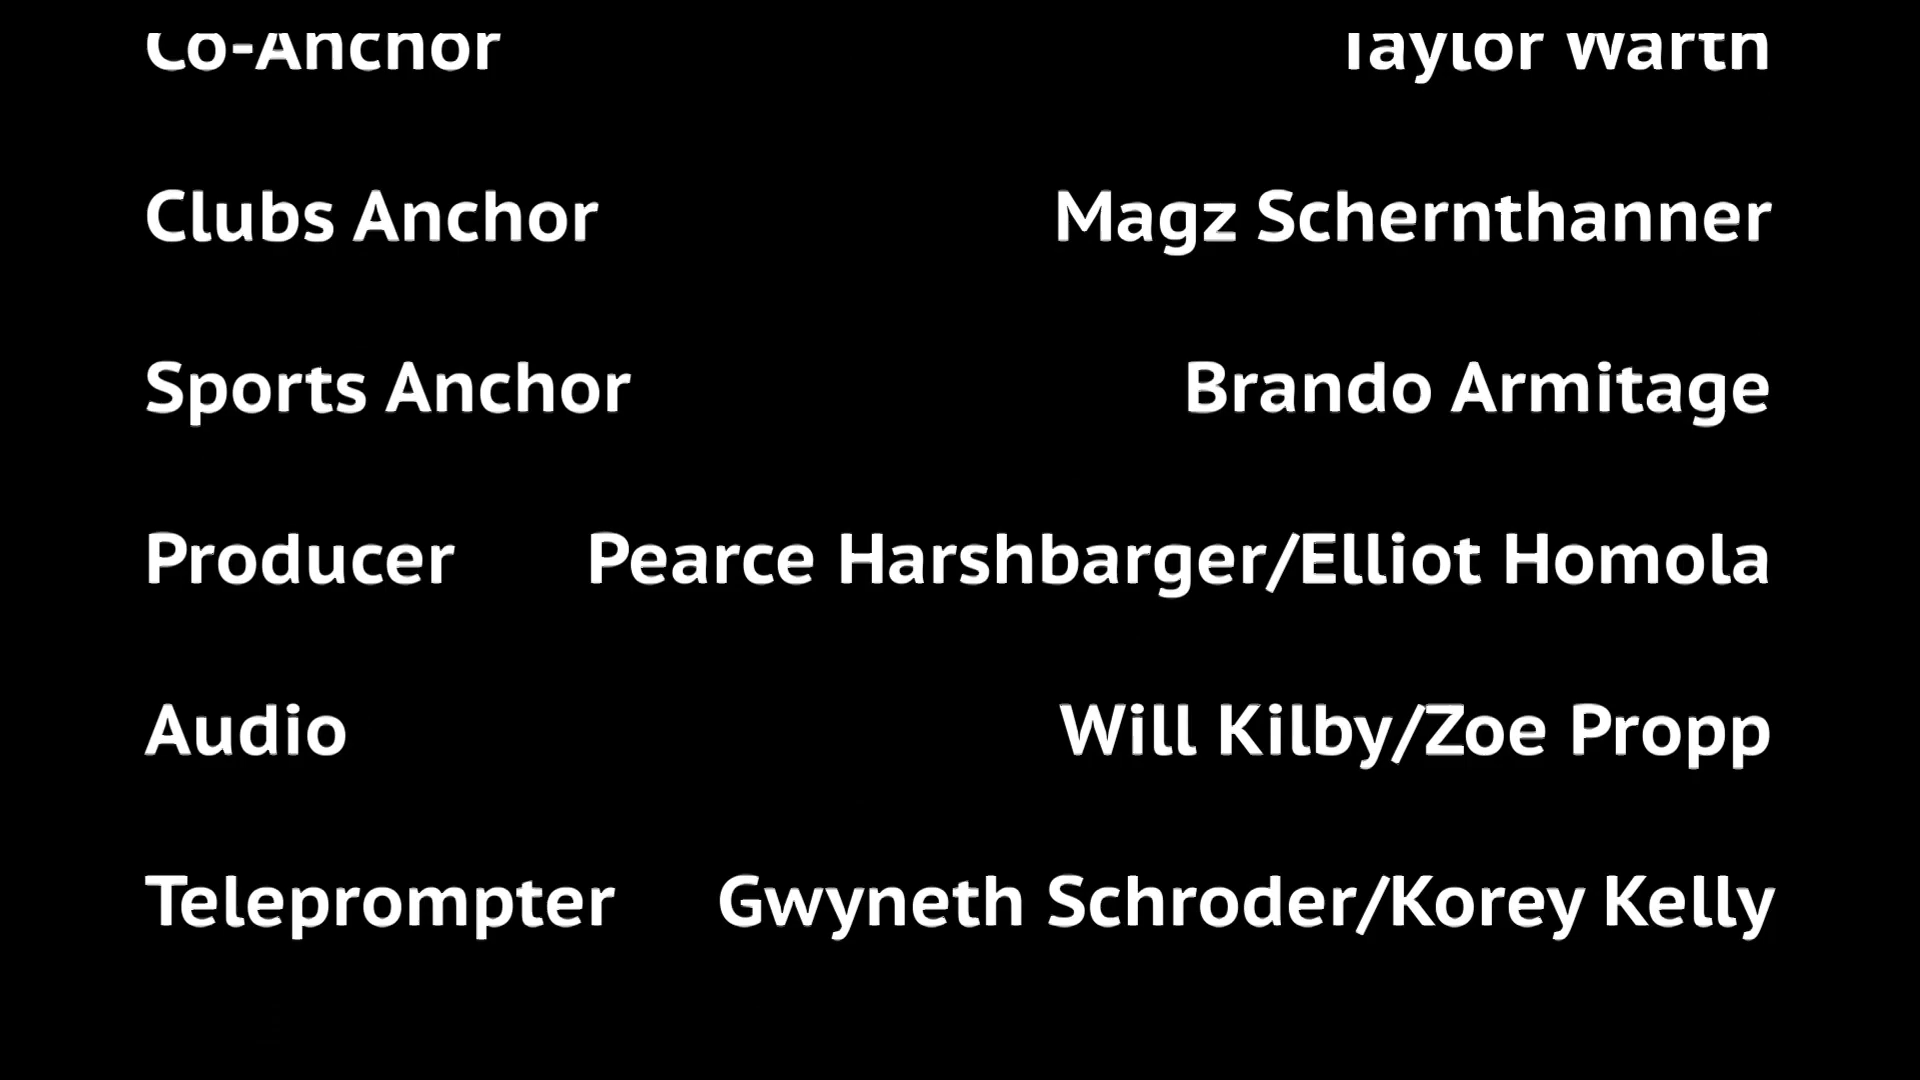 Co-Anchor Taylor Warth
Clubs Anchor Magz Schernthanner
Sports Anchor Brando Armitage
Producer Pearce Harshbarger/Elliot Homola
Audio Will Kilby/Zoe Propp
Teleprompter Gwyneth Schroder/Korey Kelly